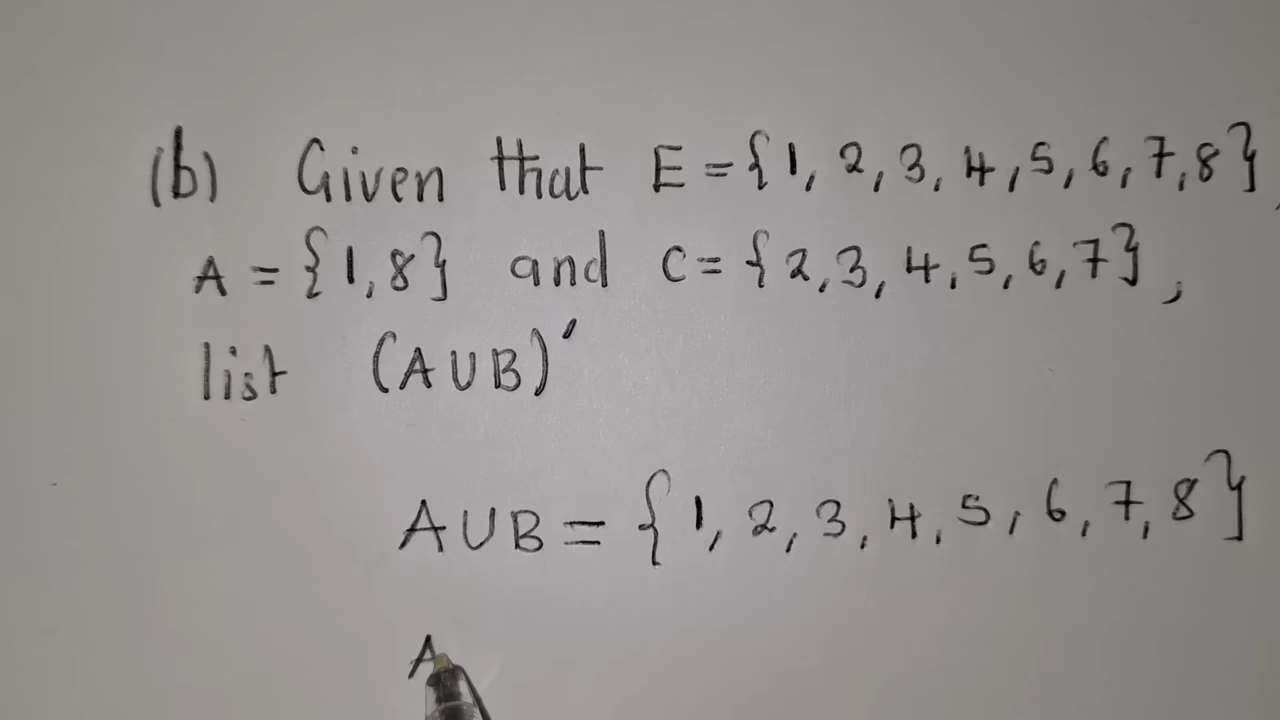 (b) Given that E = {1, 2, 3, 4, 5, 6, 7, 8},
A = {1, 8} and C = {2, 3, 4, 5, 6, 7},
list (A∪B)′
A∪B = {1, 2, 3, 4, 5, 6, 7, 8}
A